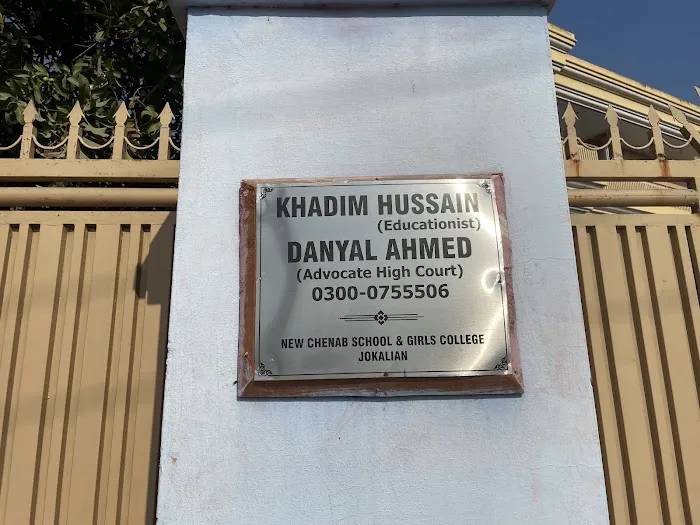 KHADIM HUSSAIN
(Educationist)
DANYAL AHMED
(Advocate High Court)
0300-0755506
NEW CHENAB SCHOOL & GIRLS COLLEGE
JOKALIAN